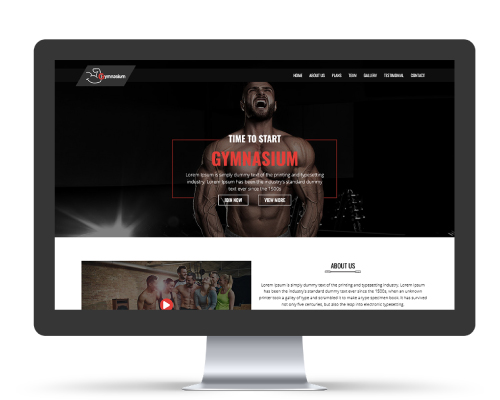 Gymnasium
HOME ABOUT US PLANS TEAM GALLERY TESTIMONIAL CONTACT
TIME TO START
GYMNASIUM
Lorem Ipsum is simply dummy text of the printing and typesetting
industry. Lorem Ipsum has been the industry's standard dummy
text ever since the 1500s
JOIN NOW VIEW MORE
ABOUT US
Lorem Ipsum is simply dummy text of the printing and typesetting industry. Lorem Ipsum
has been the industry's standard dummy text ever since the 1500s, when an unknown
printer took a galley of type and scrambled it to make a type specimen book. It has survived
not only five centuries, but also the leap into electronic typesetting.